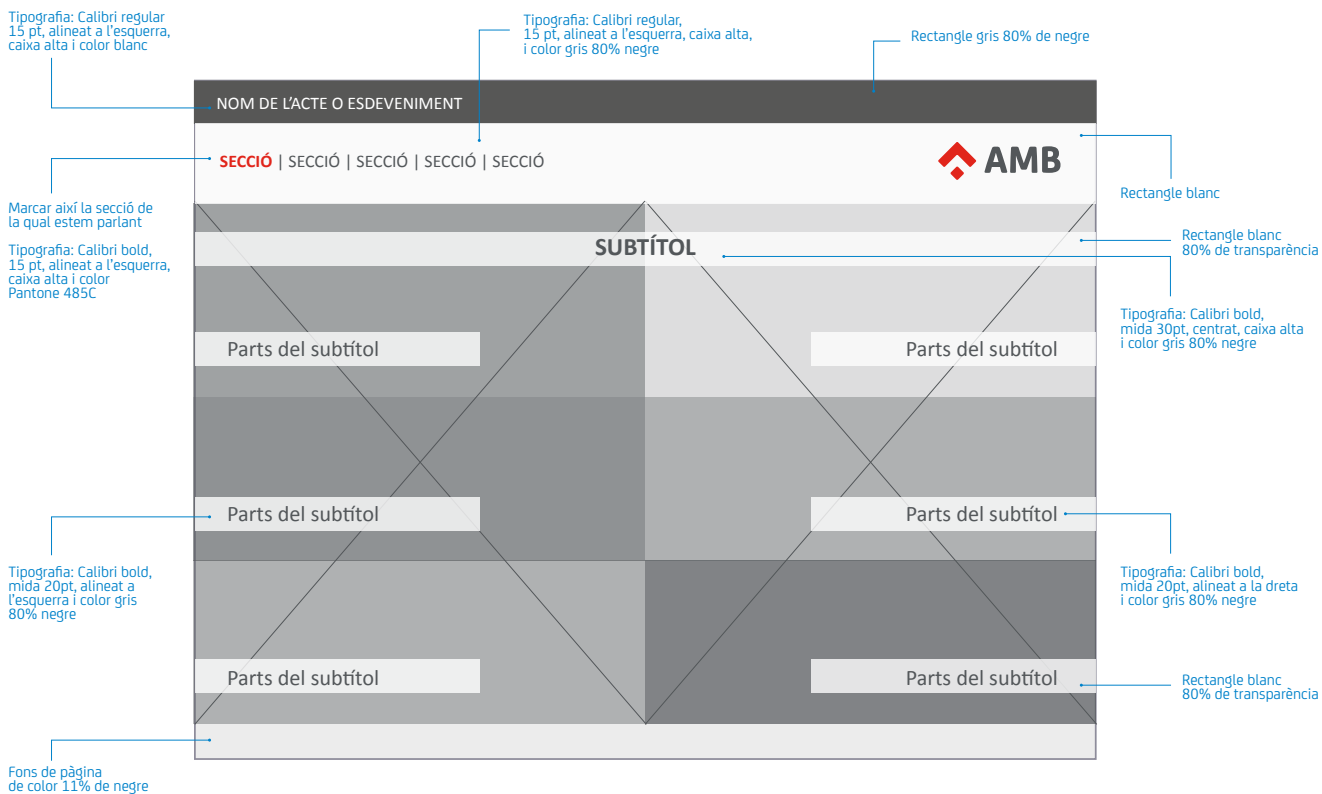 Tipografia: Calibri regular
15 pt, alineat a l'esquerra,
caixa alta i color blanc
Tipografia: Calibri regular,
15 pt, alineat a l'esquerra, caixa alta,
i color gris 80% negre
Rectangle gris 80% de negre
NOM DE L'ACTE O ESDEVENIMENT
SECCIÓ | SECCIÓ | SECCIÓ | SECCIÓ | SECCIÓ
AMB
Marcar així la secció de
la qual estem parlant
Tipografia: Calibri bold,
15 pt, alineat a l'esquerra,
caixa alta i color
Pantone 485C
Rectangle blanc
SUBTÍTOL
Rectangle blanc
80% de transparència
Tipografia: Calibri bold,
mida 30pt, centrat, caixa alta
i color gris 80% negre
Parts del subtítol
Parts del subtítol
Parts del subtítol
Parts del subtítol
Tipografia: Calibri bold,
mida 20pt, alineat a
l'esquerra i color gris
80% negre
Tipografia: Calibri bold,
mida 20pt, alineat a la dreta
i color gris 80% negre
Parts del subtítol
Parts del subtítol
Rectangle blanc
80% de transparència
Fons de pàgina
de color 11% de negre